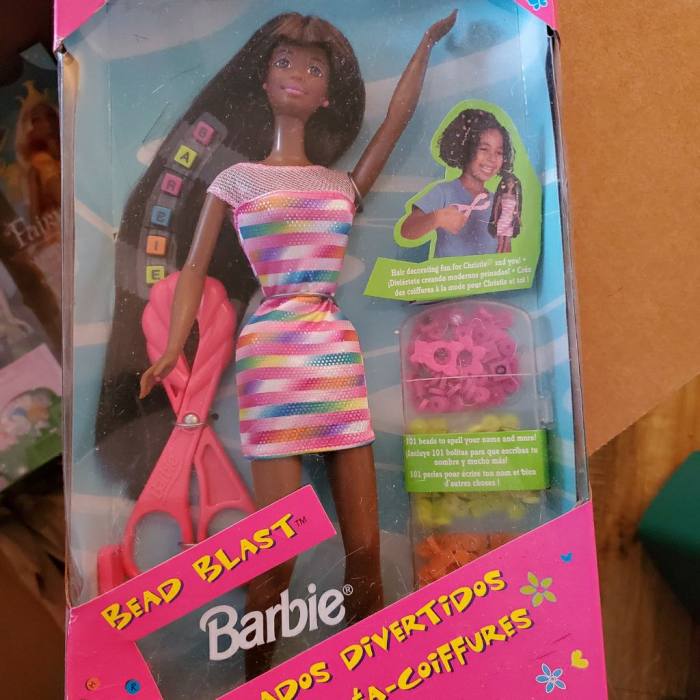 B
A
R
B
I
E
Fairy
Hair decorating fun for Christie® and you! •
¡Diviértete creando modernos peinados! • Crée
des coiffures à la mode pour Christie et toi!
101 beads to spell your name and more!
¡Incluye 101 bolitas para que escribas tu
nombre y mucho más!
101 perles pour écrire ton nom et bien
d'autres choses !
BEAD BLAST™
Barbie®
ADOS DIVERTIDOS
TA-COIFFURES